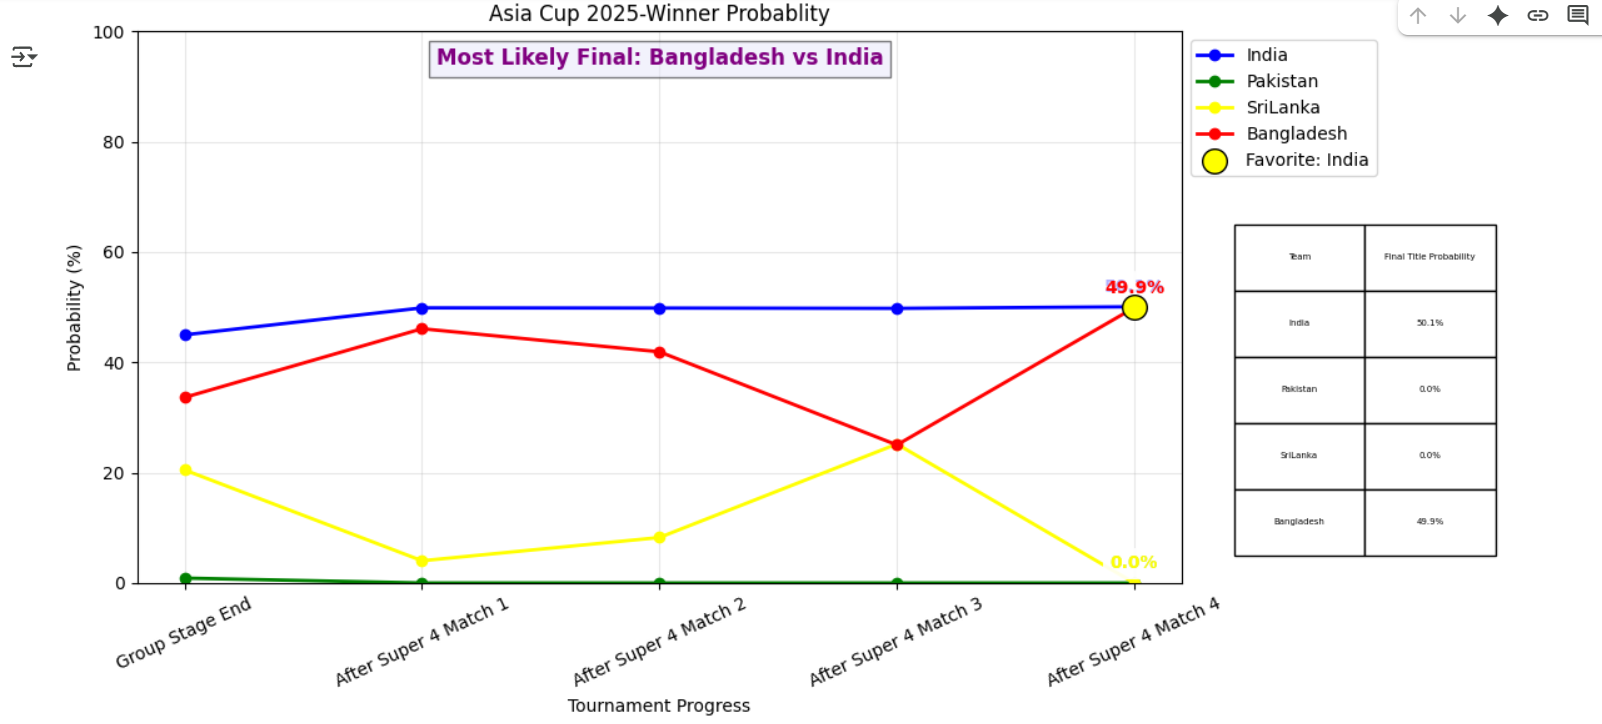 Asia Cup 2025-Winner Probablity
Most Likely Final: Bangladesh vs India
100
80
60
40
20
0
Probability (%)
49.9%
0.0%
Group Stage End
After Super 4 Match 1
After Super 4 Match 2
After Super 4 Match 3
After Super 4 Match 4
Tournament Progress
India
Pakistan
SriLanka
Bangladesh
Favorite: India
Team Final Title Probability
India 50.1%
Pakistan 0.0%
SriLanka 0.0%
Bangladesh 49.9%